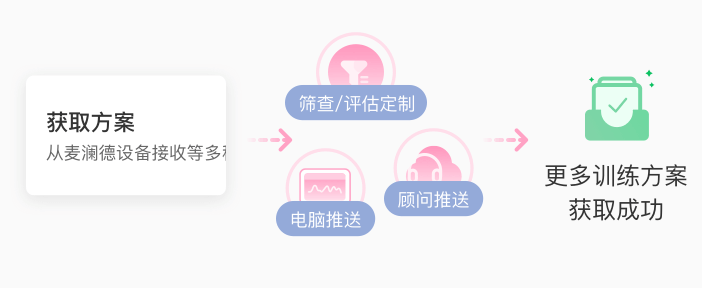 获取方案
从麦澜德设备接收等多
筛查/评估定制
电脑推送
顾问推送
更多训练方案
获取成功